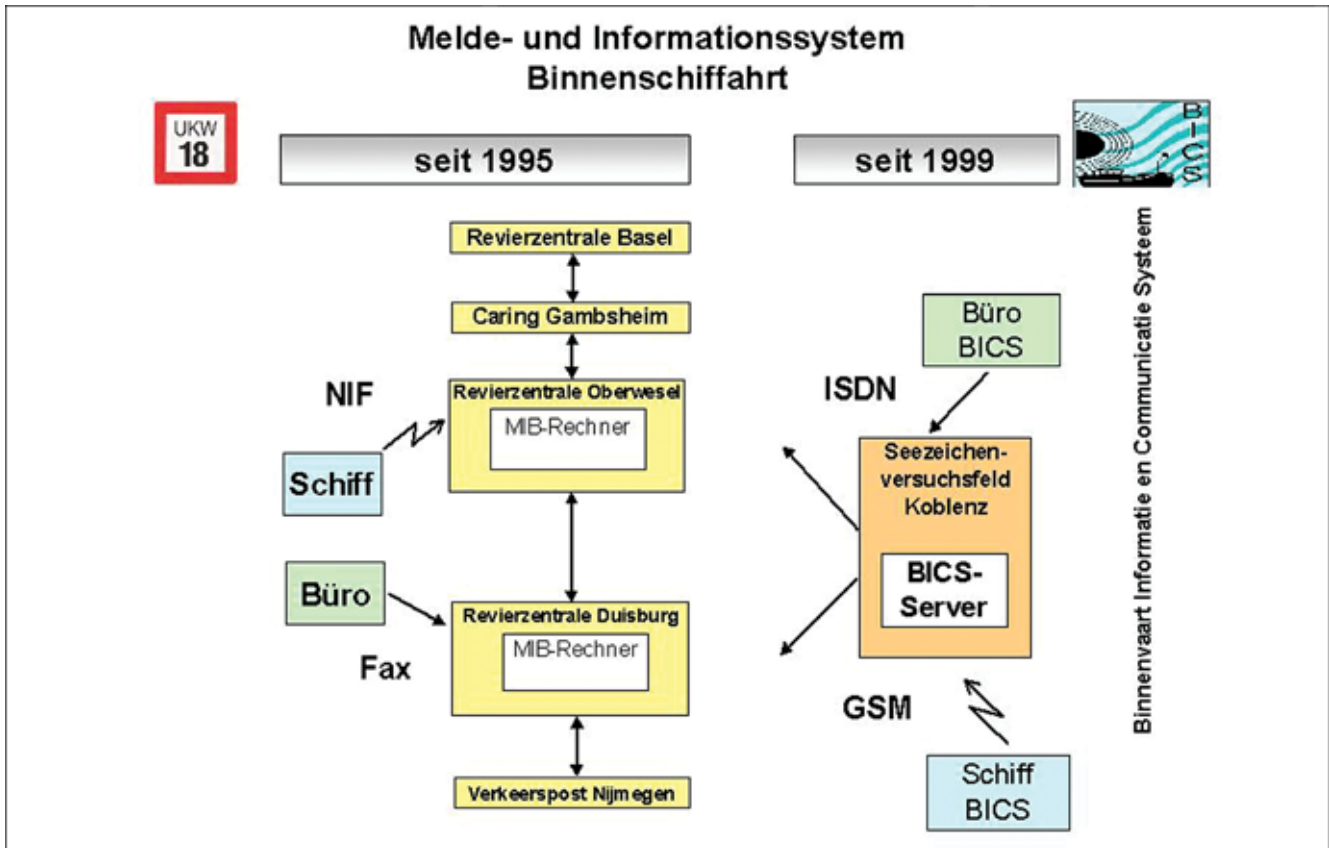 Melde- und Informationssystem
Binnenschiffahrt
UKW
18
seit 1995
seit 1999
BICS
Revierzentrale Basel
Caring Gambsheim
Revierzentrale Oberwesel
MIB-Rechner
NIF
Schiff
Büro
Fax
Revierzentrale Duisburg
MIB-Rechner
Verkeerspost Nijmegen
Büro
BICS
ISDN
Seezeichen-
versuchsfeld
Koblenz
BICS-
Server
GSM
Schiff
BICS
Binnenvaart Informatie en Communicatie Systeem